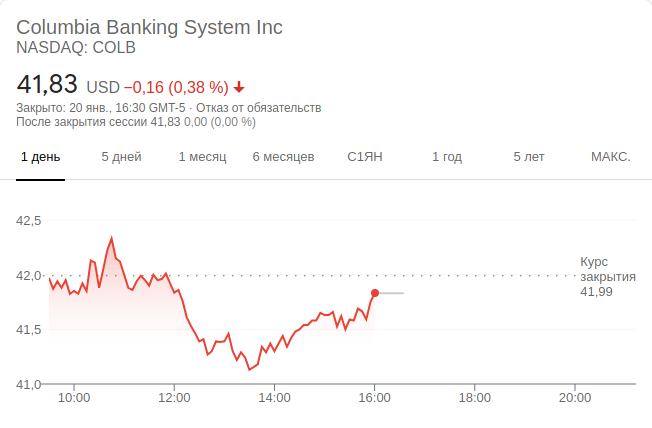 Columbia Banking System Inc
NASDAQ: COLB
41,83 USD −0,16 (0,38 %)
Закрыто: 20 янв., 16:30 GMT-5 · Отказ от обязательств
После закрытия сессии 41,83 0,00 (0,00 %)
1 день 5 дней 1 месяц 6 месяцев С1ЯН 1 год 5 лет МАКС.
42,5
42,0
41,5
41,0
Курс
закрытия
41,99
10:00 12:00 14:00 16:00 18:00 20:00